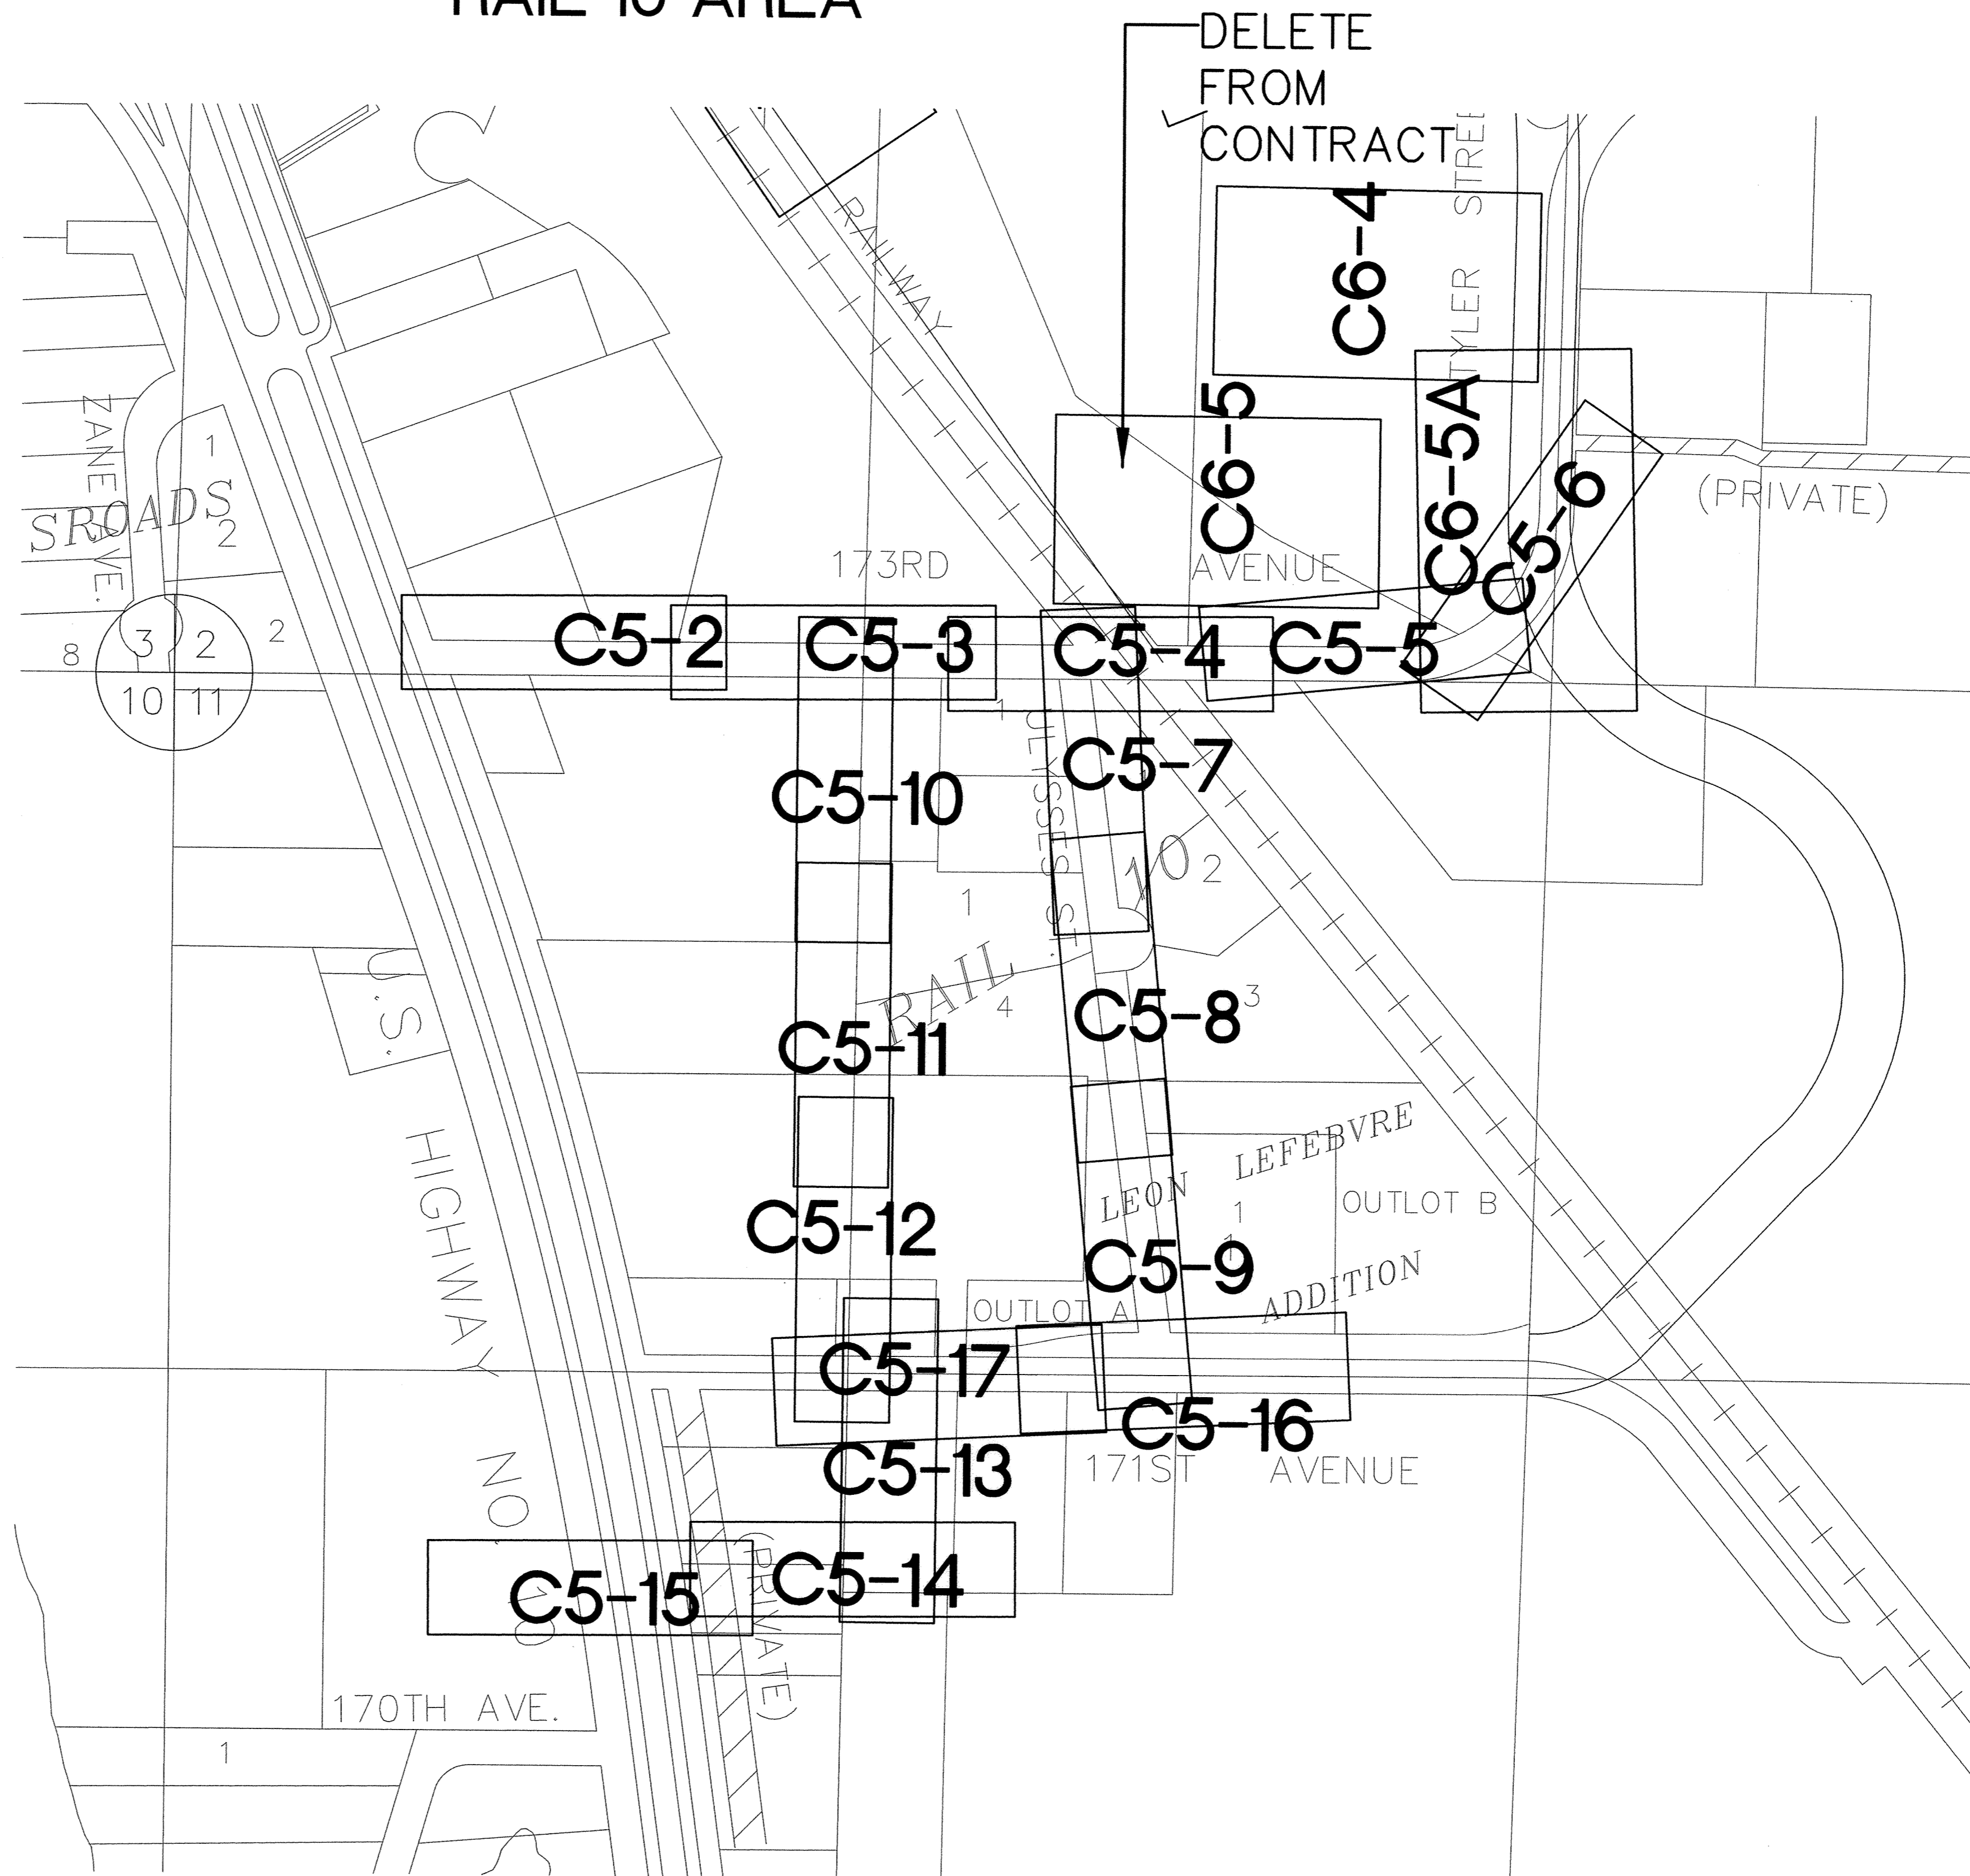 RAIL 10 AREA
DELETE
FROM
CONTRACT
TYLER STREE
RAILWAY
C6-4
C6-5
C6-5A
C5-6
(PRIVATE)
ZANE AVE.
1
SROADS
2
173RD AVENUE
8
3
2
10
11
2
C5-2
C5-3
C5-4
C5-5
1
ULYSSES ST.
C5-7
C5-10
10
2
1
U.S. HIGHWAY NO. 10
RAIL
4
C5-8
3
C5-11
LEON LEFEBVRE
ADDITION
1
1
OUTLOT B
C5-12
C5-9
OUTLOT A
C5-17
C5-16
C5-13
171ST AVENUE
C5-14
C5-15
(PRIVATE)
170TH AVE.
1